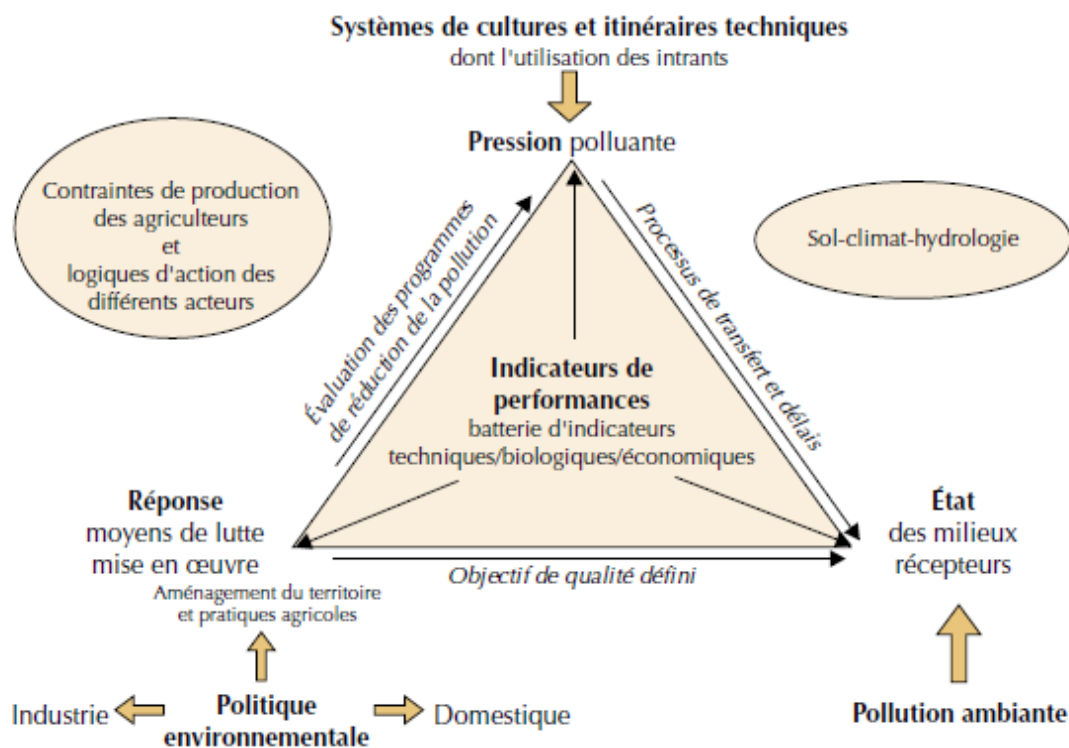 Systèmes de cultures et itinéraires techniques
dont l'utilisation des intrants
Pression polluante
Contraintes de production
des agriculteurs
et
logiques d'action des
différents acteurs
Évaluation des programmes
de réduction de la pollution
Processus de transfert et délais
Sol-climat-hydrologie
Indicateurs de
performances
batterie d'indicateurs
techniques/biologiques/économiques
Réponse
moyens de lutte
mise en œuvre
Aménagement du territoire
et pratiques agricoles
Objectif de qualité défini
État
des milieux
récepteurs
Industrie
Politique
environnementale
Domestique
Pollution ambiante